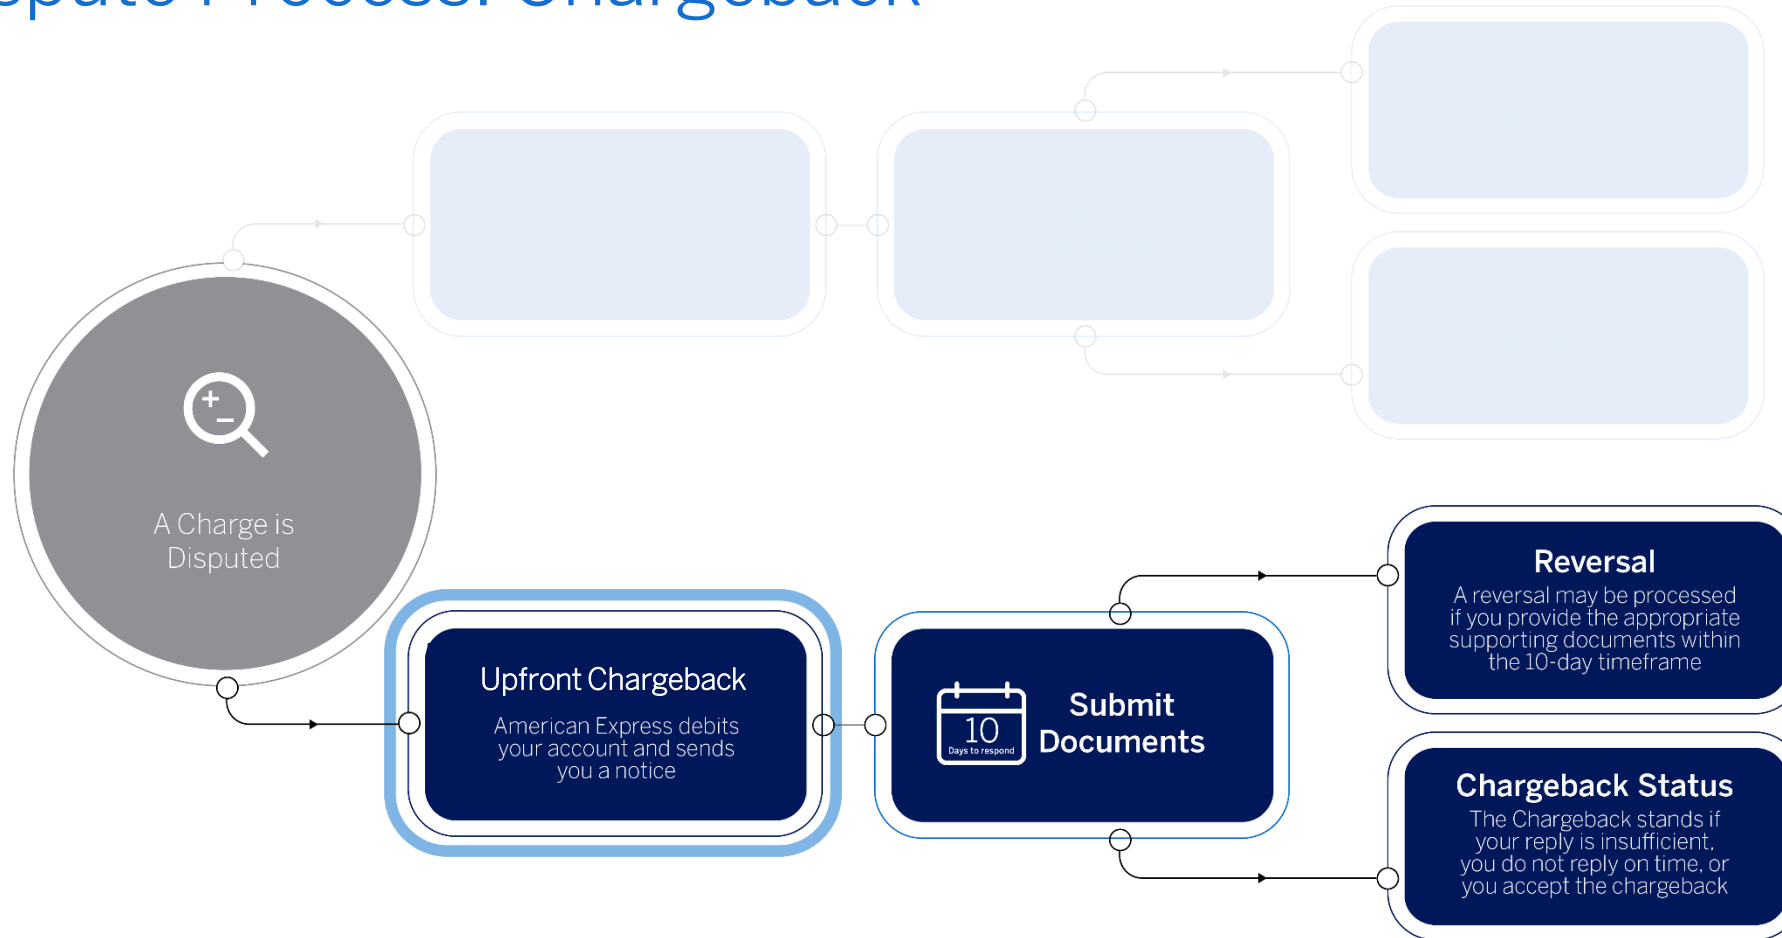 Process: Chargeback
A Charge is
Disputed
Upfront Chargeback
American Express debits
your account and sends
you a notice
10
Days to respond
Submit
Documents
Reversal
A reversal may be processed
if you provide the appropriate
supporting documents within
the 10-day timeframe
Chargeback Status
The Chargeback stands if
your reply is insufficient,
you do not reply on time, or
you accept the chargeback